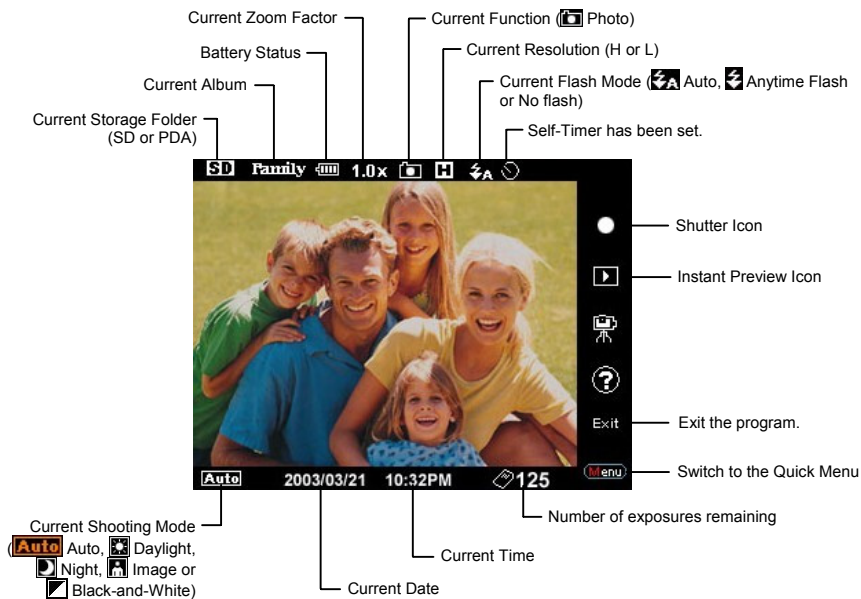 Current Zoom Factor
Current Function ( Photo)
Battery Status
Current Resolution (H or L)
Current Album
Current Flash Mode ( A Auto, Anytime Flash
or No flash)
Current Storage Folder
(SD or PDA)
Self-Timer has been set.
SD Family 1.0x H A
Shutter Icon
Instant Preview Icon
?
Exit
Exit the program.
Menu
Switch to the Quick Menu
Auto 2003/03/21 10:32PM 125
Number of exposures remaining
Current Shooting Mode
(Auto Auto, Daylight,
Night, Image or
Black-and-White)
Current Time
Current Date